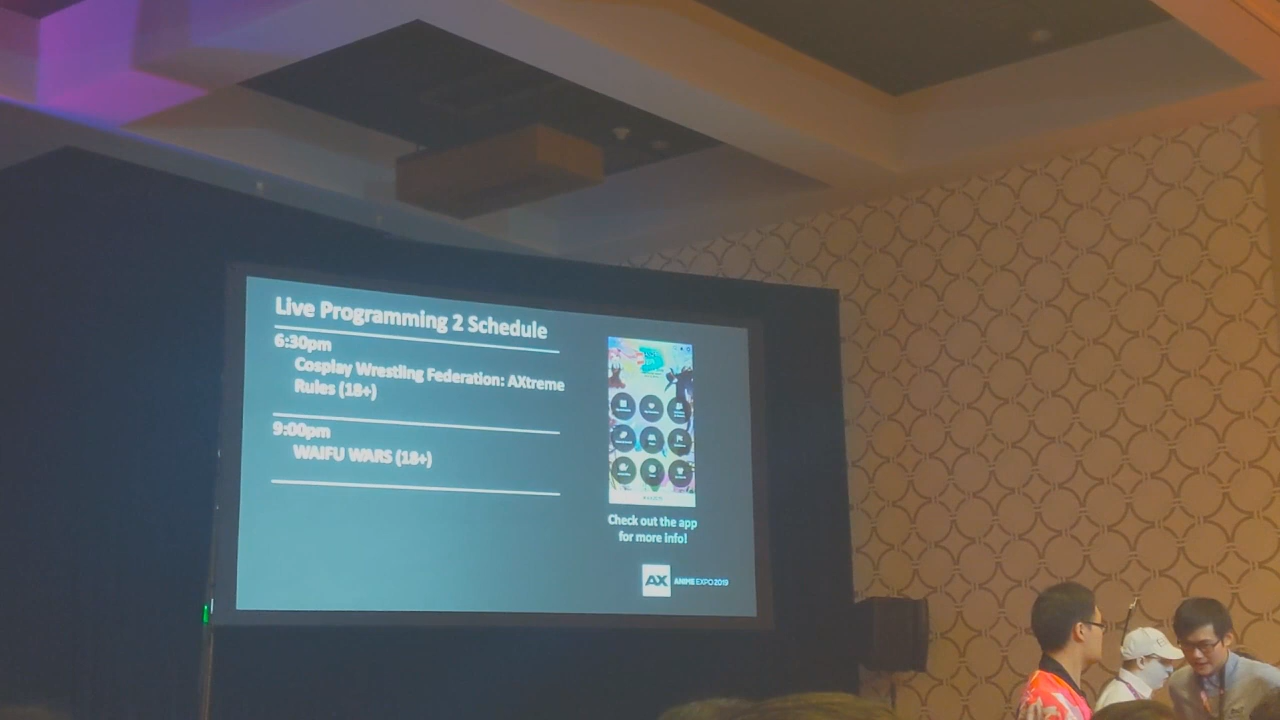 Live Programming 2 Schedule
6:30pm
Cosplay Wrestling Federation: AXtreme
Rules (18+)
9:00pm
WAIFU WARS (18+)
Check out the app
for more info!
AX ANIME EXPO 2019